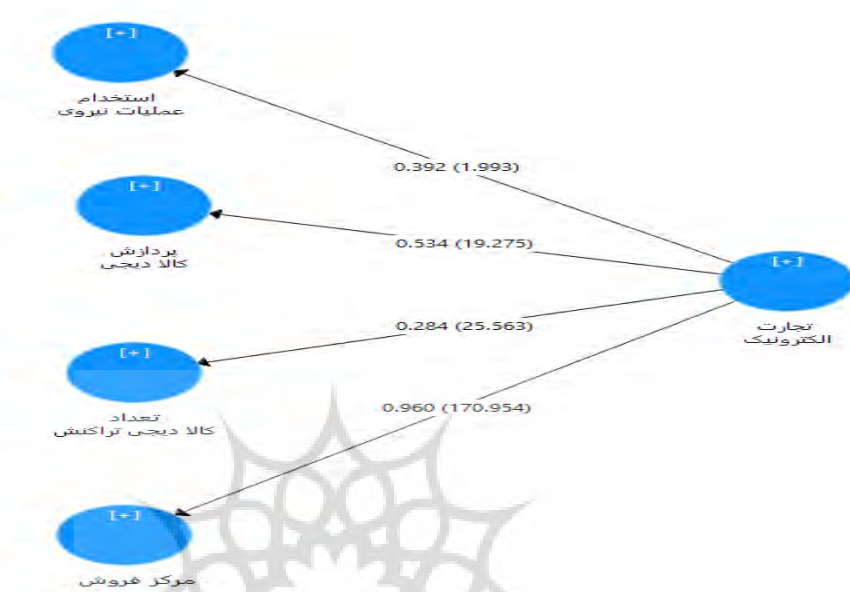 [+]
استخدام
عملیات نیروی
0.392 (1.993)
[+]
پردازش
کالا دیجی
0.534 (19.275)
[+]
تجارت
الکترونیک
0.284 (25.563)
[+]
تعداد
کالا دیجی تراکنش
0.960 (170.954)
[+]
مرکز فروش